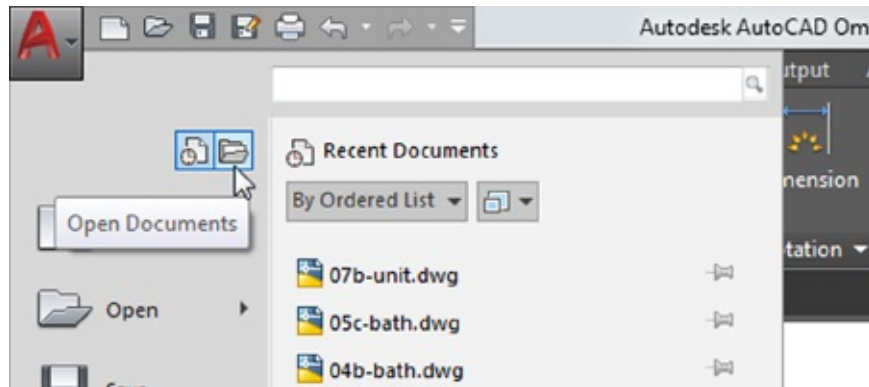 Autodesk AutoCAD Om
utput
Recent Documents
mension
By Ordered List
Open Documents
tation
07b-unit.dwg
Open
05c-bath.dwg
04b-bath.dwg